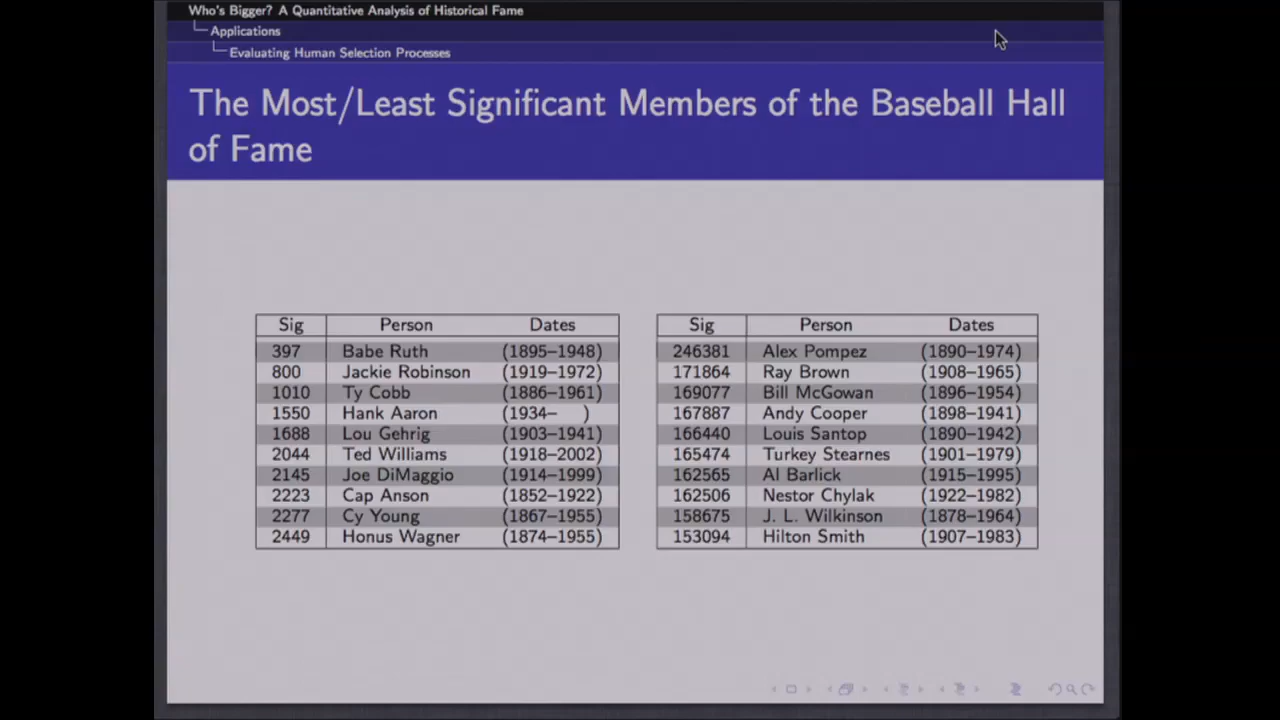 Who's Bigger? A Quantitative Analysis of Historical Fame
Applications
Evaluating Human Selection Processes
The Most/Least Significant Members of the Baseball Hall
of Fame
Sig Person Dates
397 Babe Ruth (1895–1948)
800 Jackie Robinson (1919–1972)
1010 Ty Cobb (1886–1961)
1550 Hank Aaron (1934– )
1688 Lou Gehrig (1903–1941)
2044 Ted Williams (1918–2002)
2145 Joe DiMaggio (1914–1999)
2223 Cap Anson (1852–1922)
2277 Cy Young (1867–1955)
2449 Honus Wagner (1874–1955)
Sig Person Dates
246381 Alex Pompez (1890–1974)
171864 Ray Brown (1908–1965)
169077 Bill McGowan (1896–1954)
167887 Andy Cooper (1898–1941)
166440 Louis Santop (1890–1942)
165474 Turkey Stearnes (1901–1979)
162565 Al Barlick (1915–1995)
162506 Nestor Chylak (1922–1982)
158675 J. L. Wilkinson (1878–1964)
153094 Hilton Smith (1907–1983)